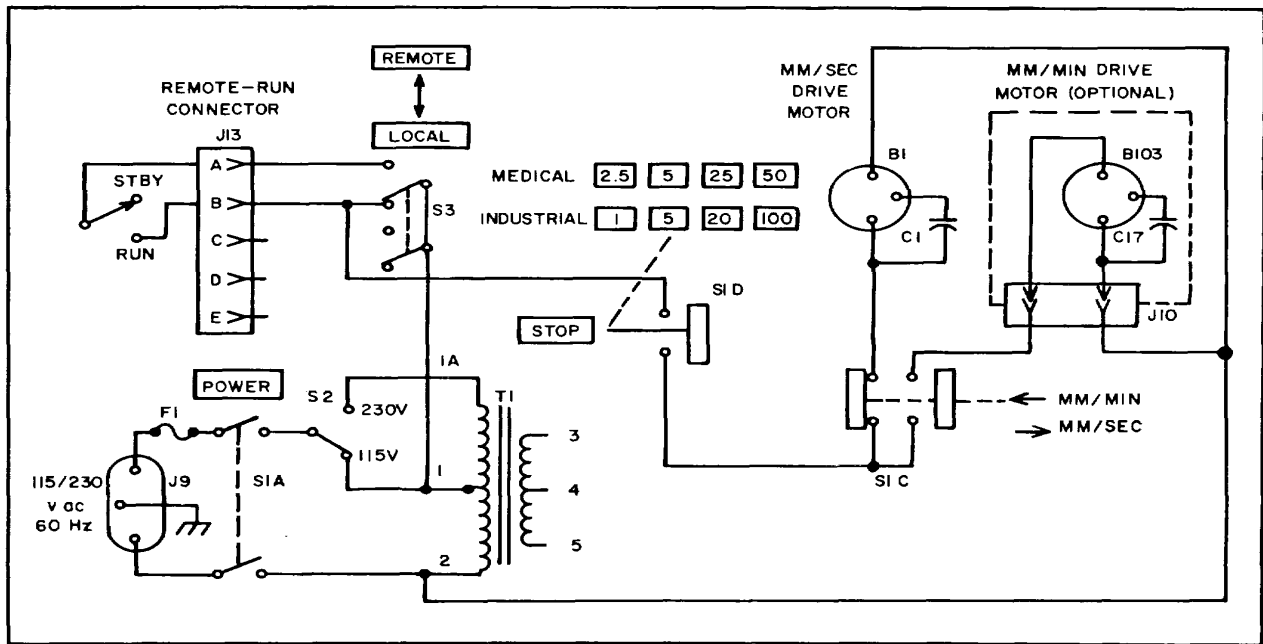 REMOTE
LOCAL
REMOTE-RUN
CONNECTOR
J13
A
B
C
D
E
STBY
RUN
S3
MEDICAL 2.5 5 25 50
INDUSTRIAL 1 5 20 100
MM/SEC
DRIVE
MOTOR
B1
C1
MM/MIN DRIVE
MOTOR (OPTIONAL)
B103
C17
J10
S1D
STOP
MM/MIN
MM/SEC
S1C
POWER
F1
S1A
J9
115/230
v ac
60 Hz
S2
230V
115V
1A
1
2
T1
3
4
5